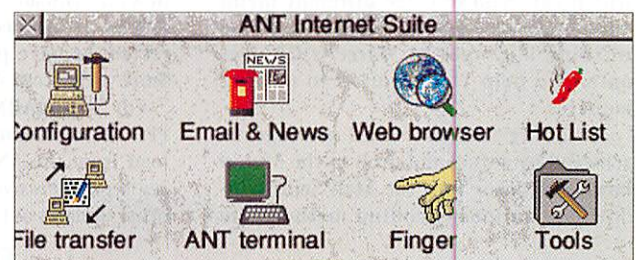 ANT Internet Suite
NEWS
Configuration Email & News Web browser Hot List
File transfer ANT terminal Finger Tools